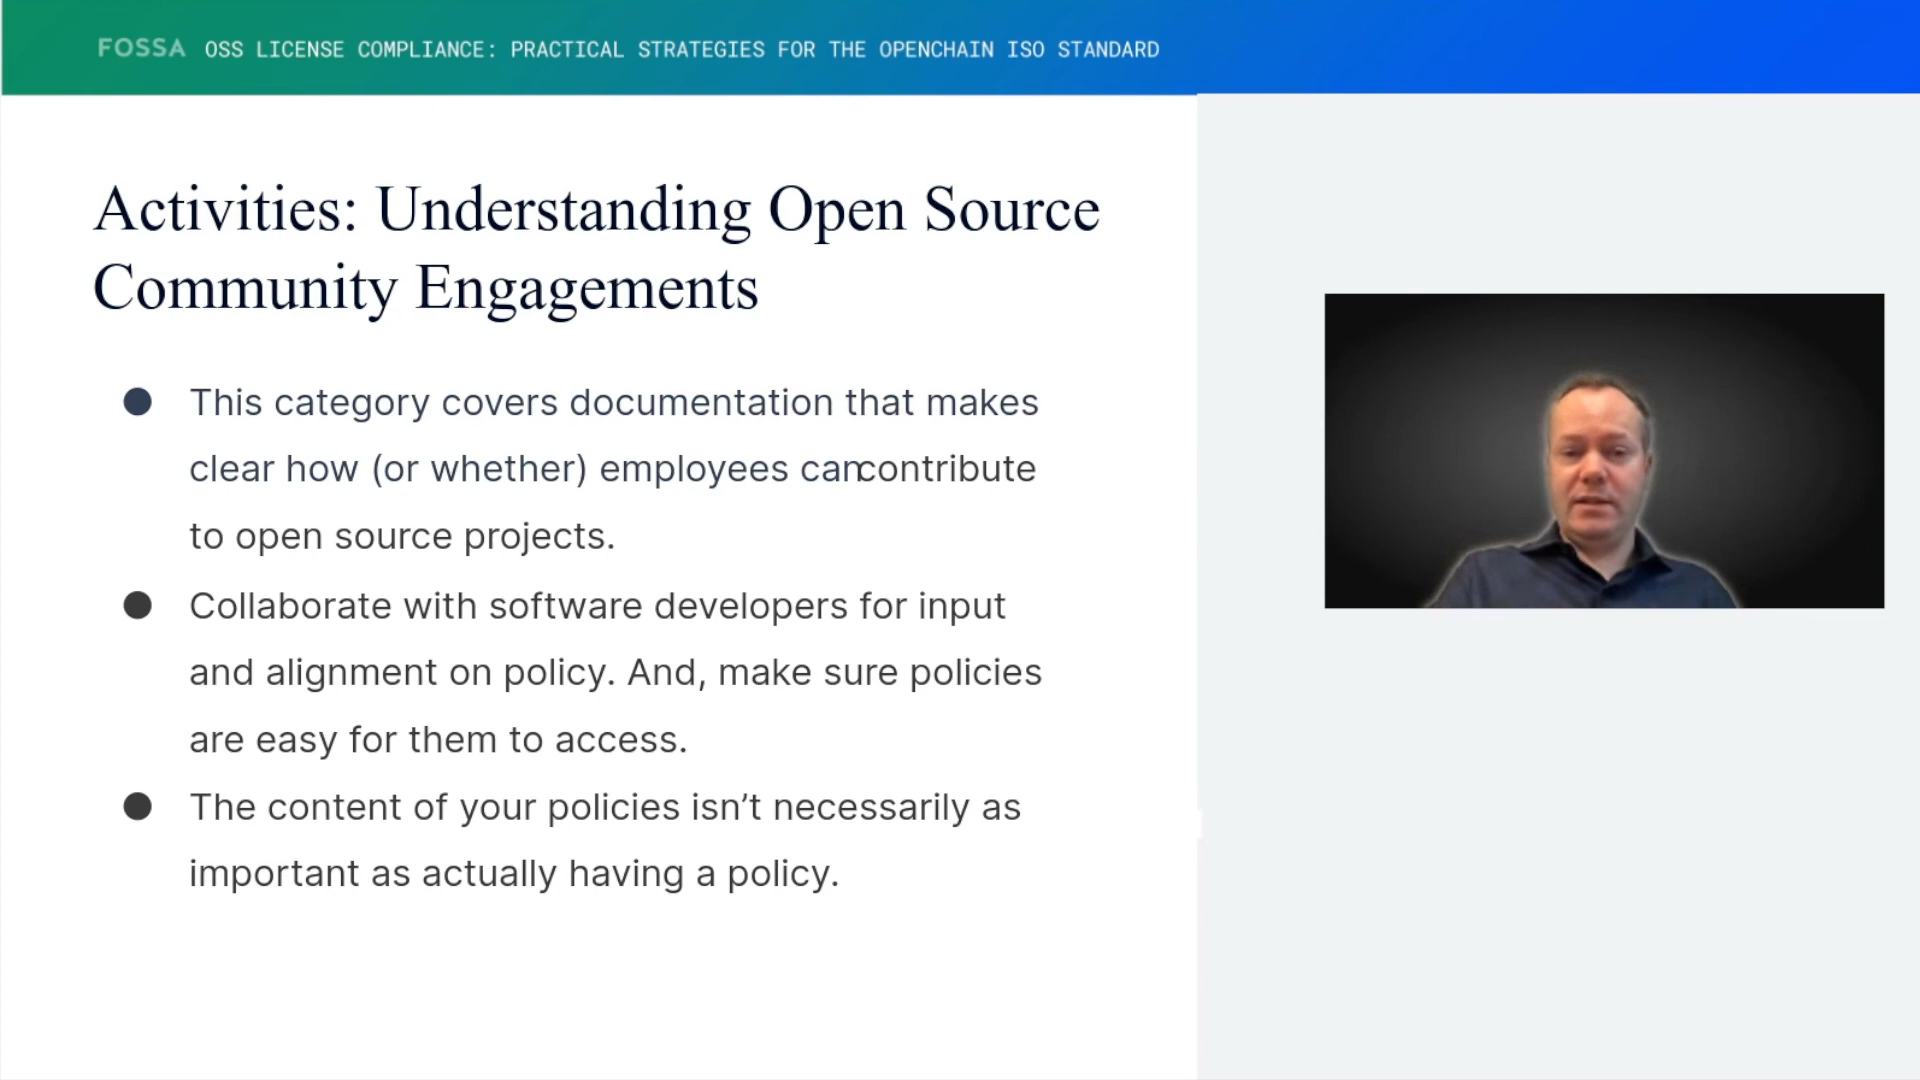 FOSSA OSS LICENSE COMPLIANCE: PRACTICAL STRATEGIES FOR THE OPENCHAIN ISO STANDARD
Activities: Understanding Open Source
Community Engagements
● This category covers documentation that makes
clear how (or whether) employees can contribute
to open source projects.
● Collaborate with software developers for input
and alignment on policy. And, make sure policies
are easy for them to access.
● The content of your policies isn’t necessarily as
important as actually having a policy.